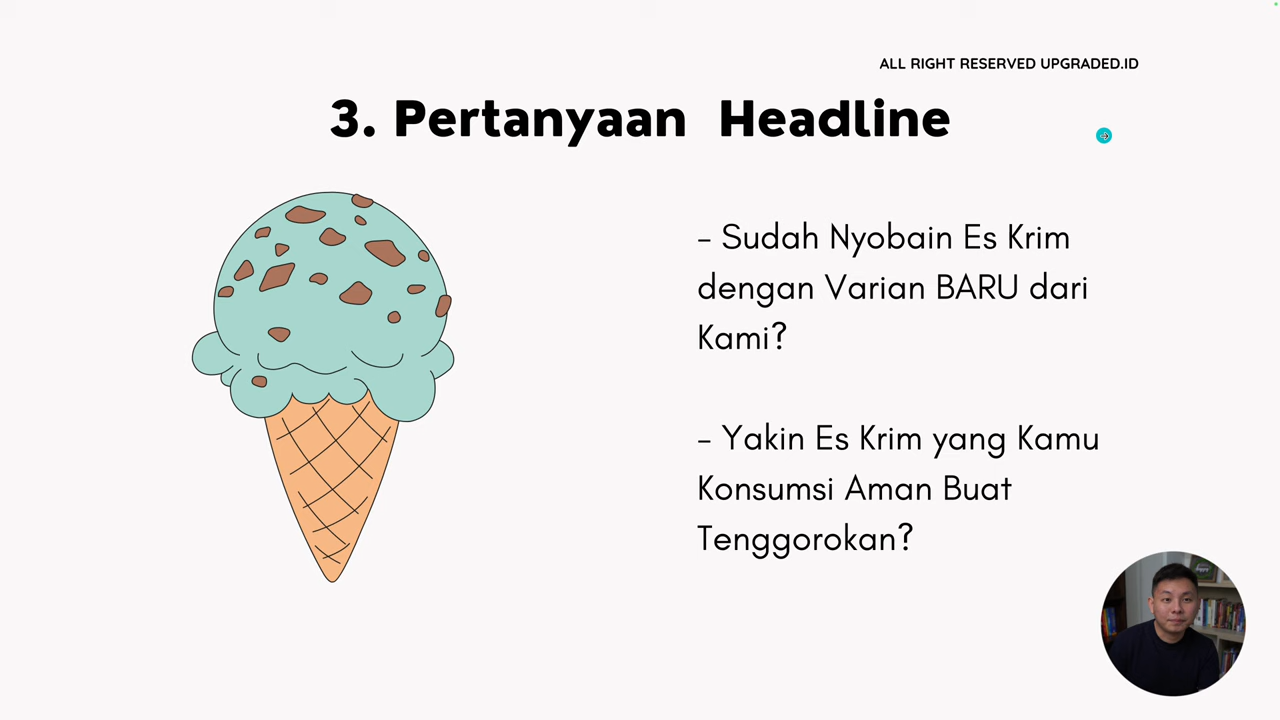 ALL RIGHT RESERVED UPGRADED.ID
3. Pertanyaan Headline
- Sudah Nyobain Es Krim
dengan Varian BARU dari
Kami?
- Yakin Es Krim yang Kamu
Konsumsi Aman Buat
Tenggorokan?